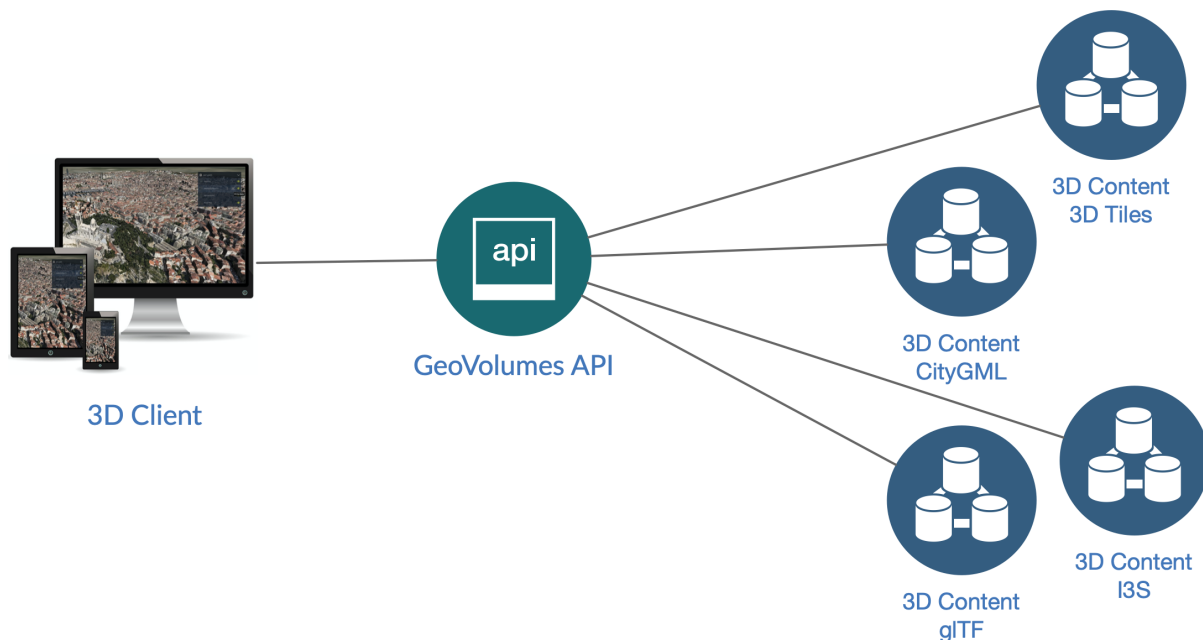 3D Content
3D Tiles
api
3D Content
CityGML
GeoVolumes API
3D Client
3D Content
I3S
3D Content
glTF